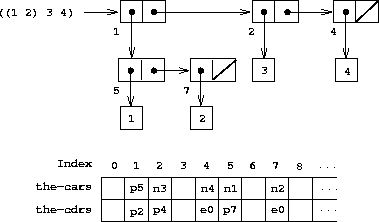 ((1 2) 3 4)
1 2 4
3 4
5 7
1 2
Index 0 1 2 3 4 5 6 7 8 ...
the-cars p5 n3 n4 n1 n2 ...
the-cdrs p2 p4 e0 p7 e0 ...